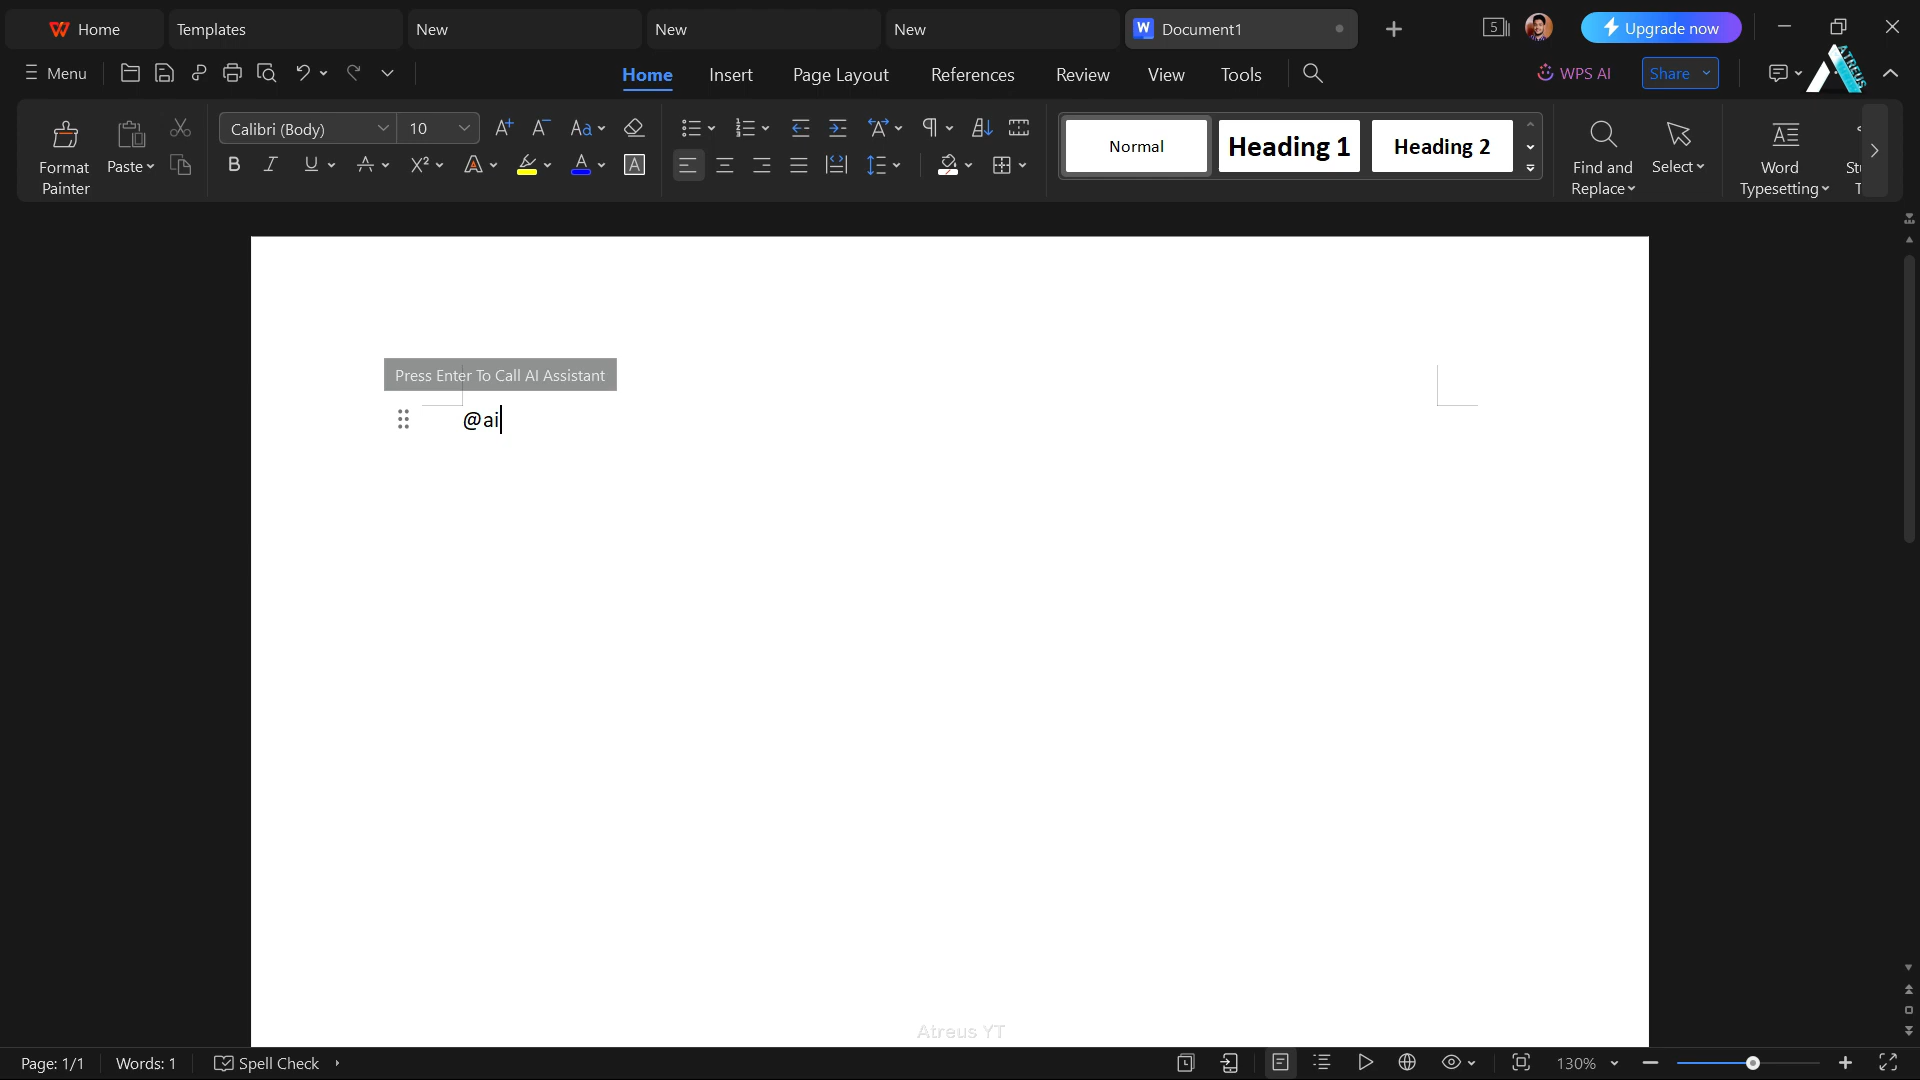 Home Templates New New New Document1 5 Upgrade now
Menu Home Insert Page Layout References Review View Tools WPS AI Share
ATREUS
Format Painter Paste Calibri (Body) 10 Normal Heading 1 Heading 2 Find and Replace Select Word Typesetting
Press Enter To Call AI Assistant
@ai
Atreus YT
Page: 1/1 Words: 1 Spell Check 130%